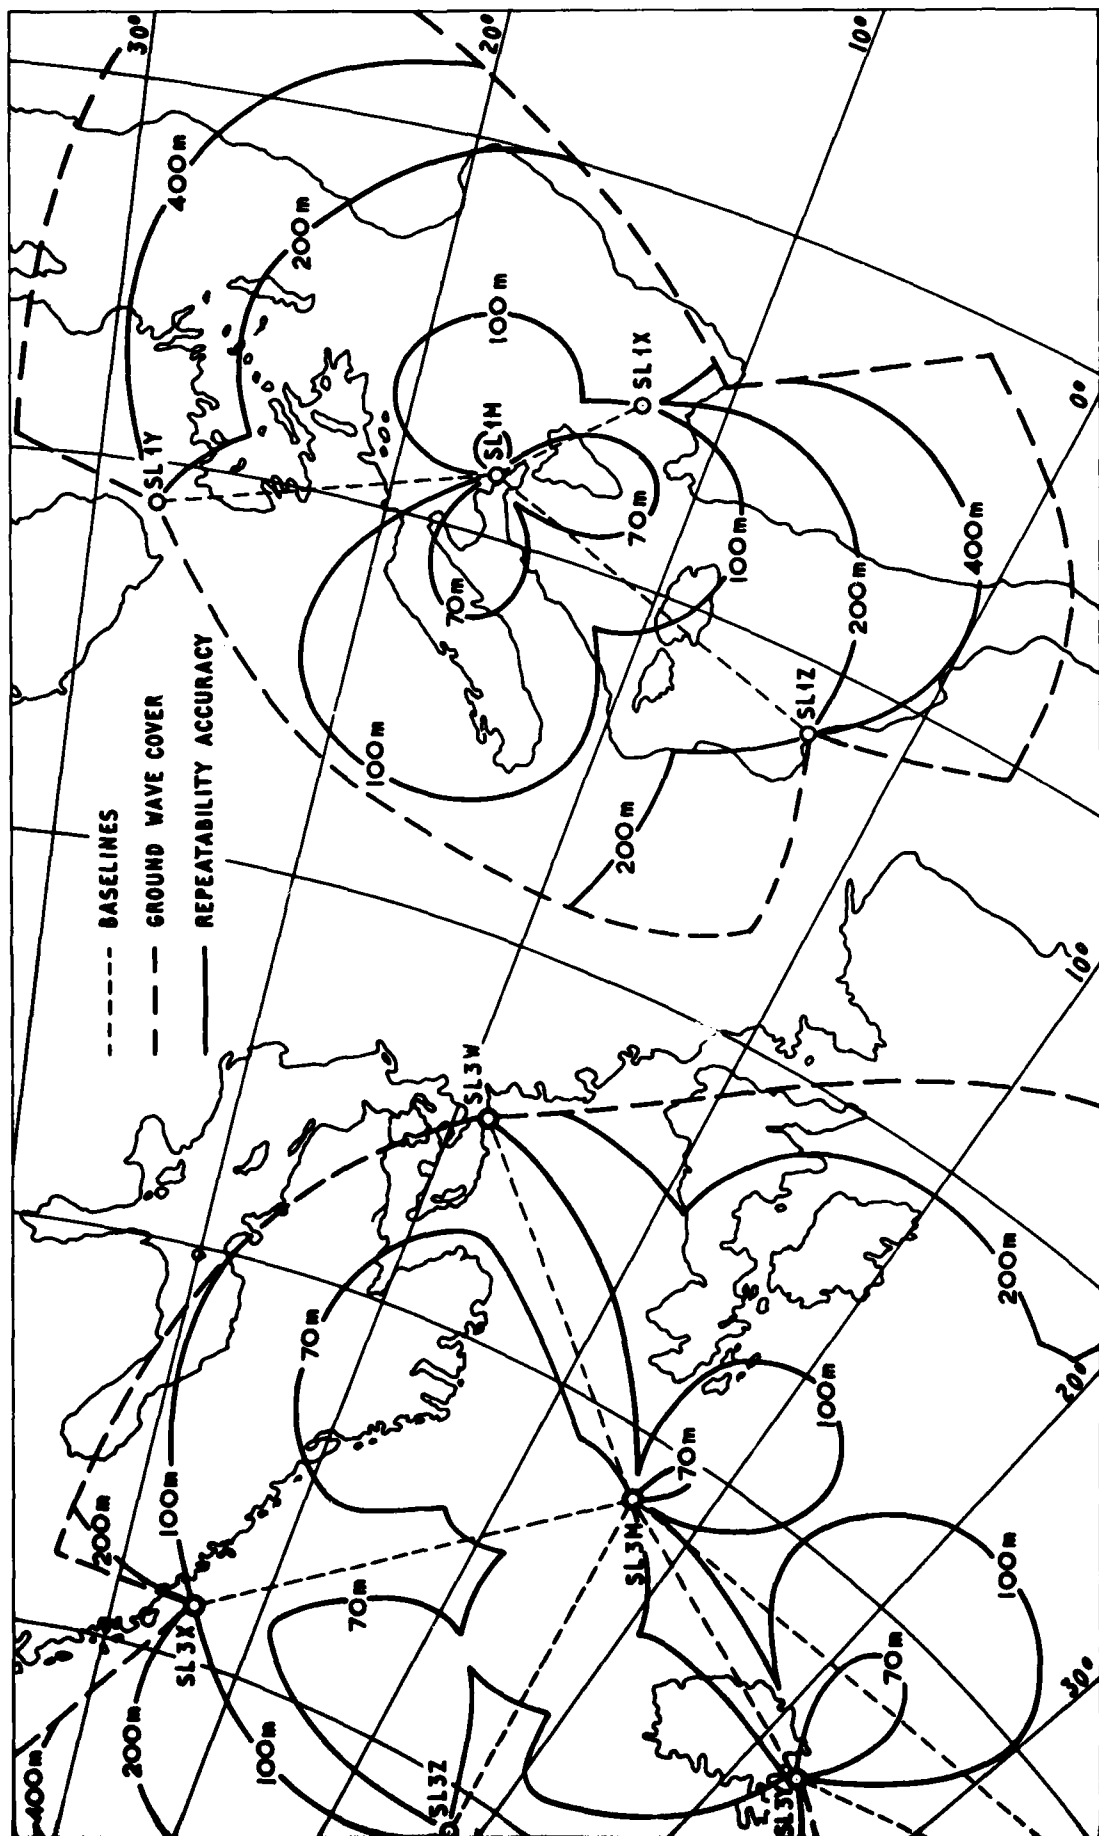 BASELINES
GROUND WAVE COVER
REPEATABILITY ACCURACY
30°
20°
10°
0°
10°
20°
30°
400m
200m
100m
SL1Y
SL1M
SL1X
SL1Z
70m
70m
100m
100m
200m
400m
200m
SL3W
SL3X
SL3M
SL3Z
SL3Y
70m
100m
200m
200m
400m
100m
70m
70m
100m
200m
100m
70m